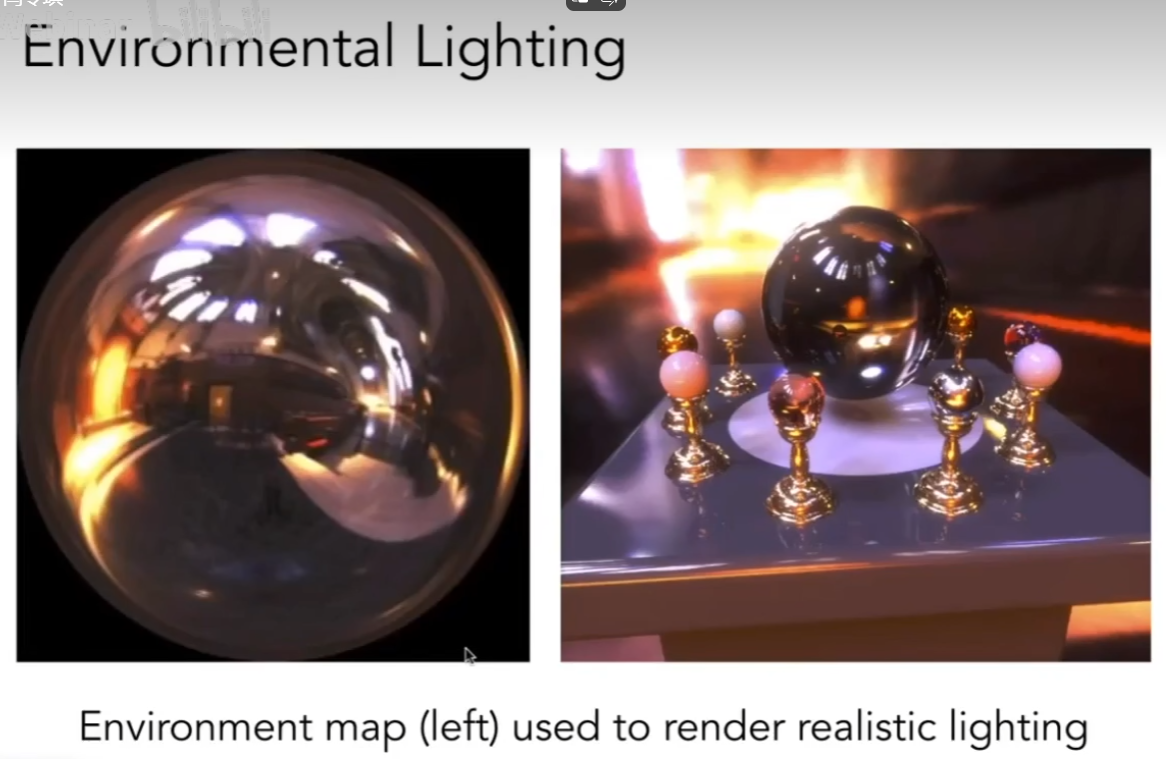 Environmental Lighting
Environment map (left) used to render realistic lighting